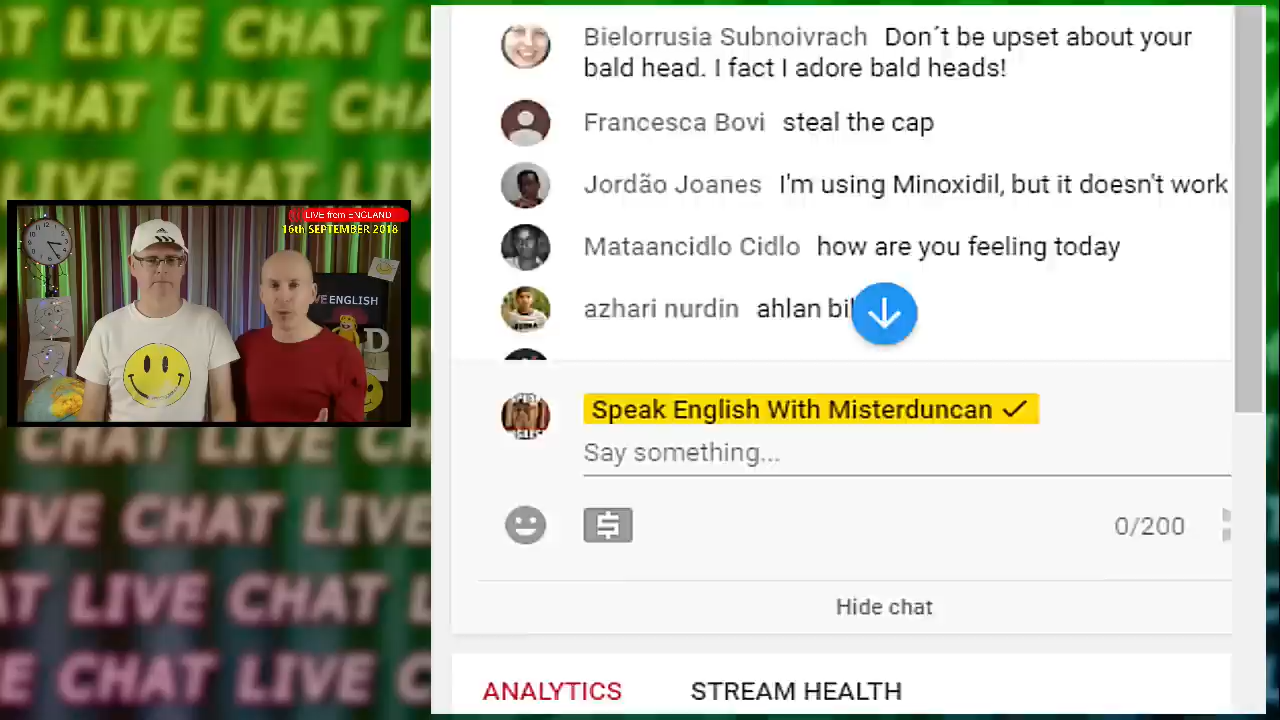 LIVE CHAT
CHAT LIVE
LIVE CHAT
LIVE from ENGLAND
16th SEPTEMBER 2018
ENGLISH
CHAT LIVE
LIVE CHAT LIVE
CHAT LIVE
Bielorrusia Subnoivrach Don´t be upset about your
bald head. I fact I adore bald heads!
Francesca Bovi steal the cap
Jordão Joanes I'm using Minoxidil, but it doesn't work
Mataancidlo Cidlo how are you feeling today
azhari nurdin ahlan
Speak English With Misterduncan ✓
Say something...
0/200
Hide chat
ANALYTICS STREAM HEALTH